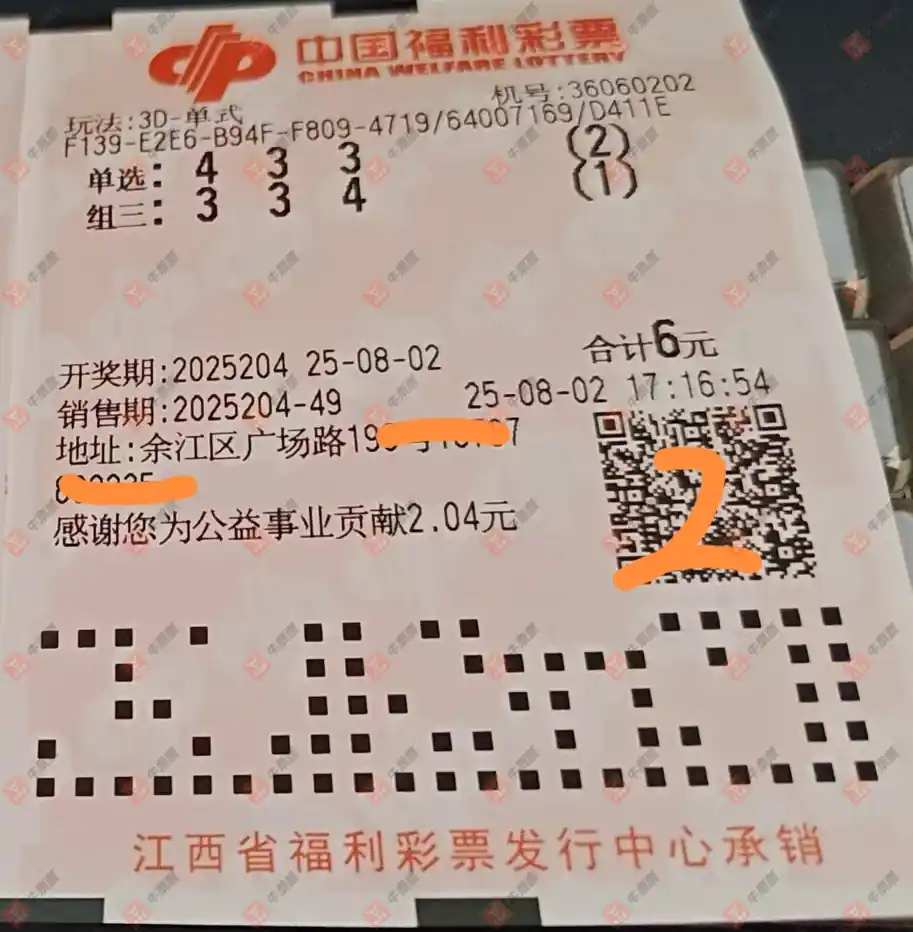 中国福利彩票
CHINA WELFARE LOTTERY
机号:36060202
玩法:3D-单式
F139-E2E6-B94F-F809-4719/64007169/D411E
单选: 4 3 3 (2)
组三: 3 3 4 (1)
合计6元
开奖期:2025204 25-08-02
销售期:2025204-49 25-08-02 17:16:54
地址:余江区广场路19
感谢您为公益事业贡献2.04元
2
江西省福利彩票发行中心承销